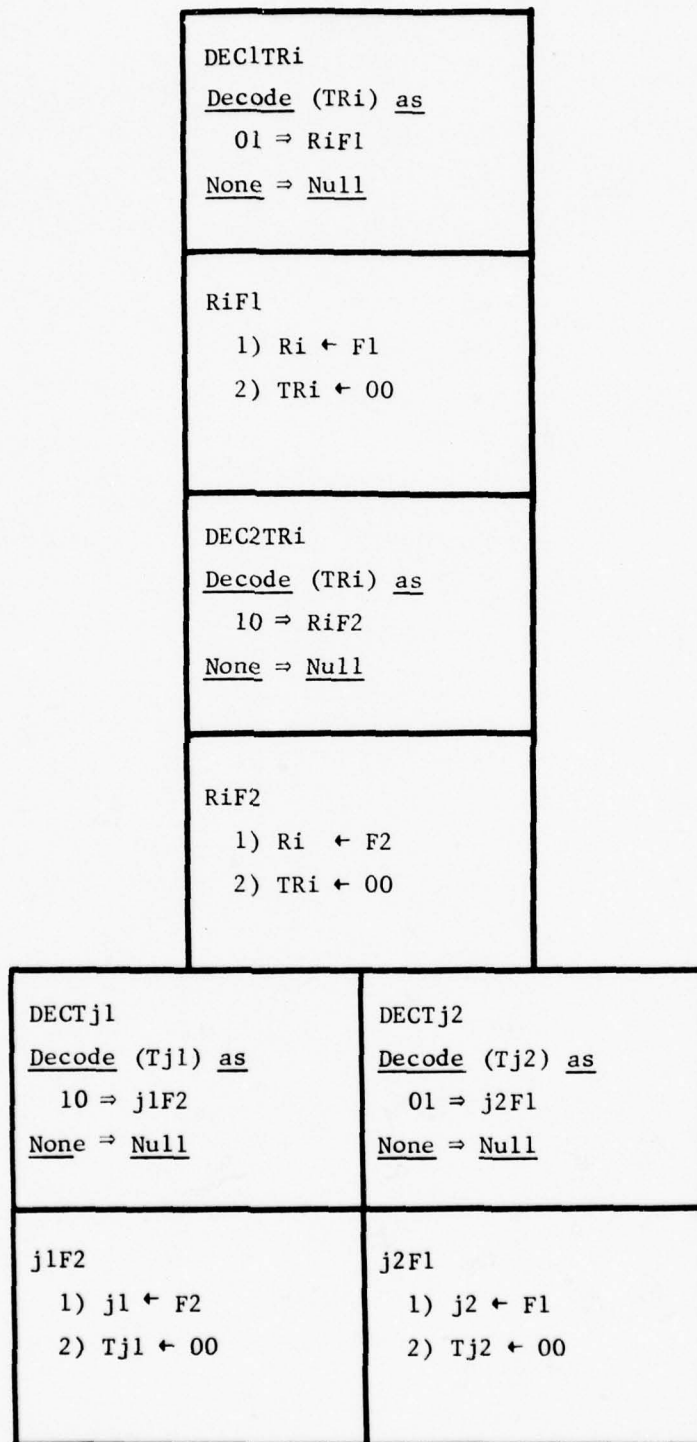 DEC1TRi
Decode (TRi) as
01 ⇒ RiF1
None ⇒ Null
RiF1
1) Ri ← F1
2) TRi ← 00
DEC2TRi
Decode (TRi) as
10 ⇒ RiF2
None ⇒ Null
RiF2
1) Ri ← F2
2) TRi ← 00
DECTj1
Decode (Tj1) as
10 ⇒ j1F2
None ⇒ Null
DECTj2
Decode (Tj2) as
01 ⇒ j2F1
None ⇒ Null
j1F2
1) j1 ← F2
2) Tj1 ← 00
j2F1
1) j2 ← F1
2) Tj2 ← 00